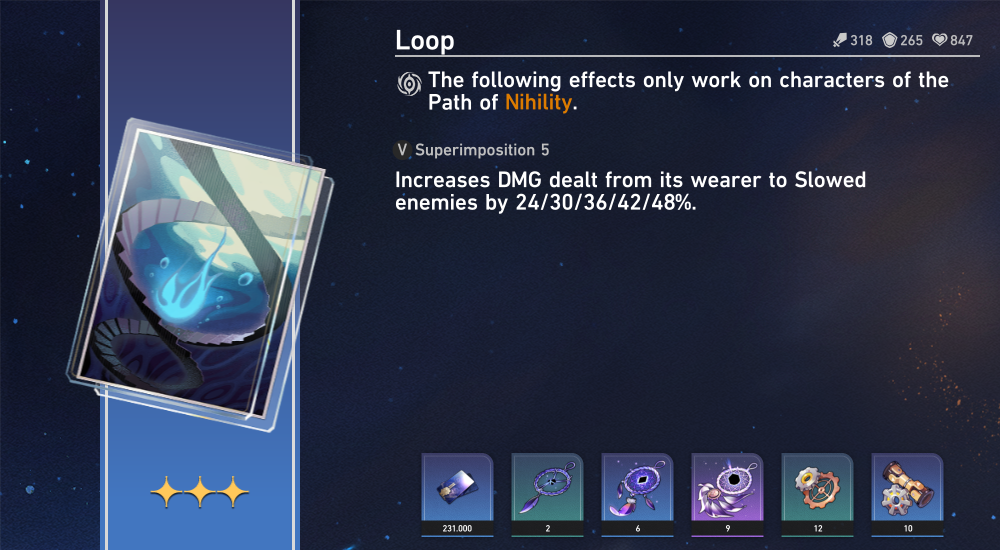 Loop
318 265 847
The following effects only work on characters of the
Path of Nihility.
V Superimposition 5
Increases DMG dealt from its wearer to Slowed
enemies by 24/30/36/42/48%.
231.000 2 6 9 12 10